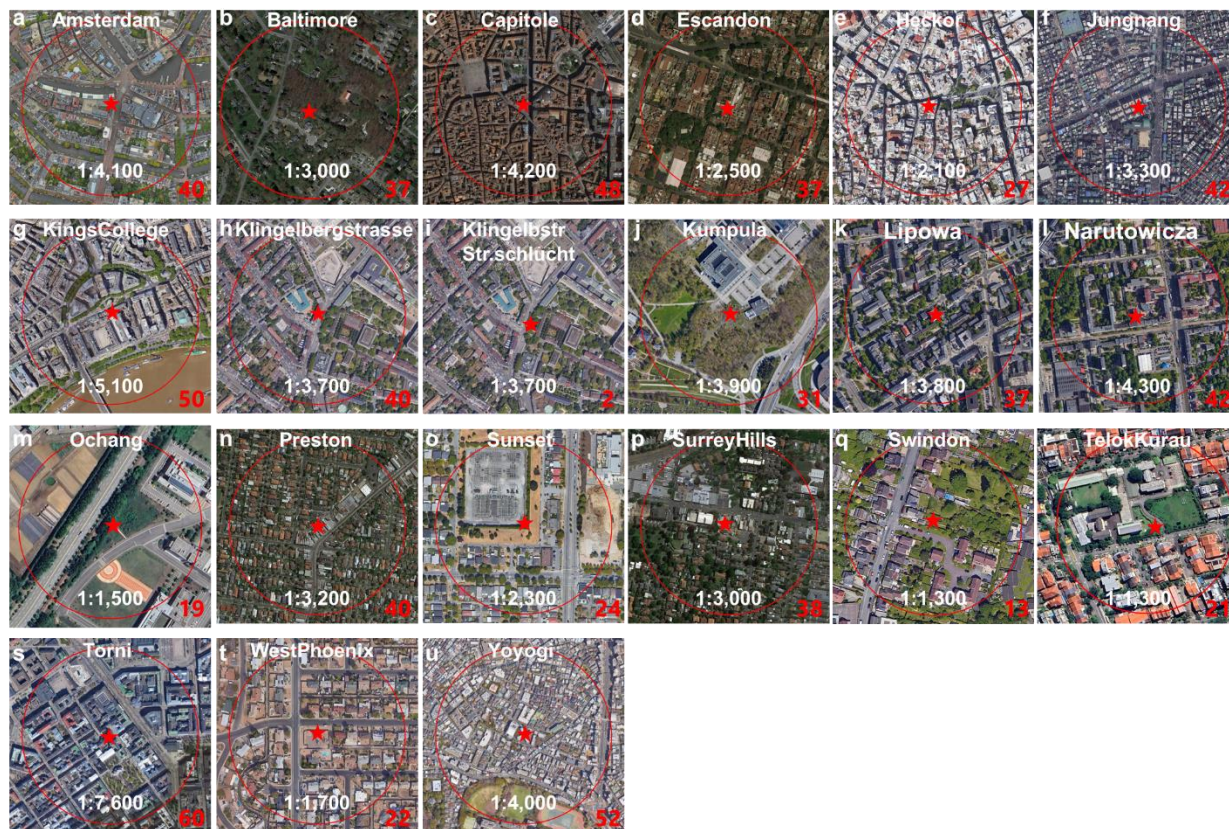 a Amsterdam
1:4,100
40
b Baltimore
1:3,000
37
c Capitole
1:4,200
48
d Escandon
1:2,500
37
e Heckor
1:2,100
27
f Jungnang
1:3,300
42
g KingsCollege
1:5,100
50
h Klingelbergstrasse
1:3,700
40
i Klingelbstr
Str.schlucht
1:3,700
2
j Kumpula
1:3,900
31
k Lipowa
1:3,800
37
l Narutowicza
1:4,300
42
m Ochang
1:1,500
19
n Preston
1:3,200
40
o Sunset
1:2,300
24
p SurreyHills
1:3,000
38
q Swindon
1:1,300
13
r TelokKurau
1:1,300
21
s Torni
1:7,600
60
t WestPhoenix
1:1,700
22
u Yoyogi
1:4,000
52